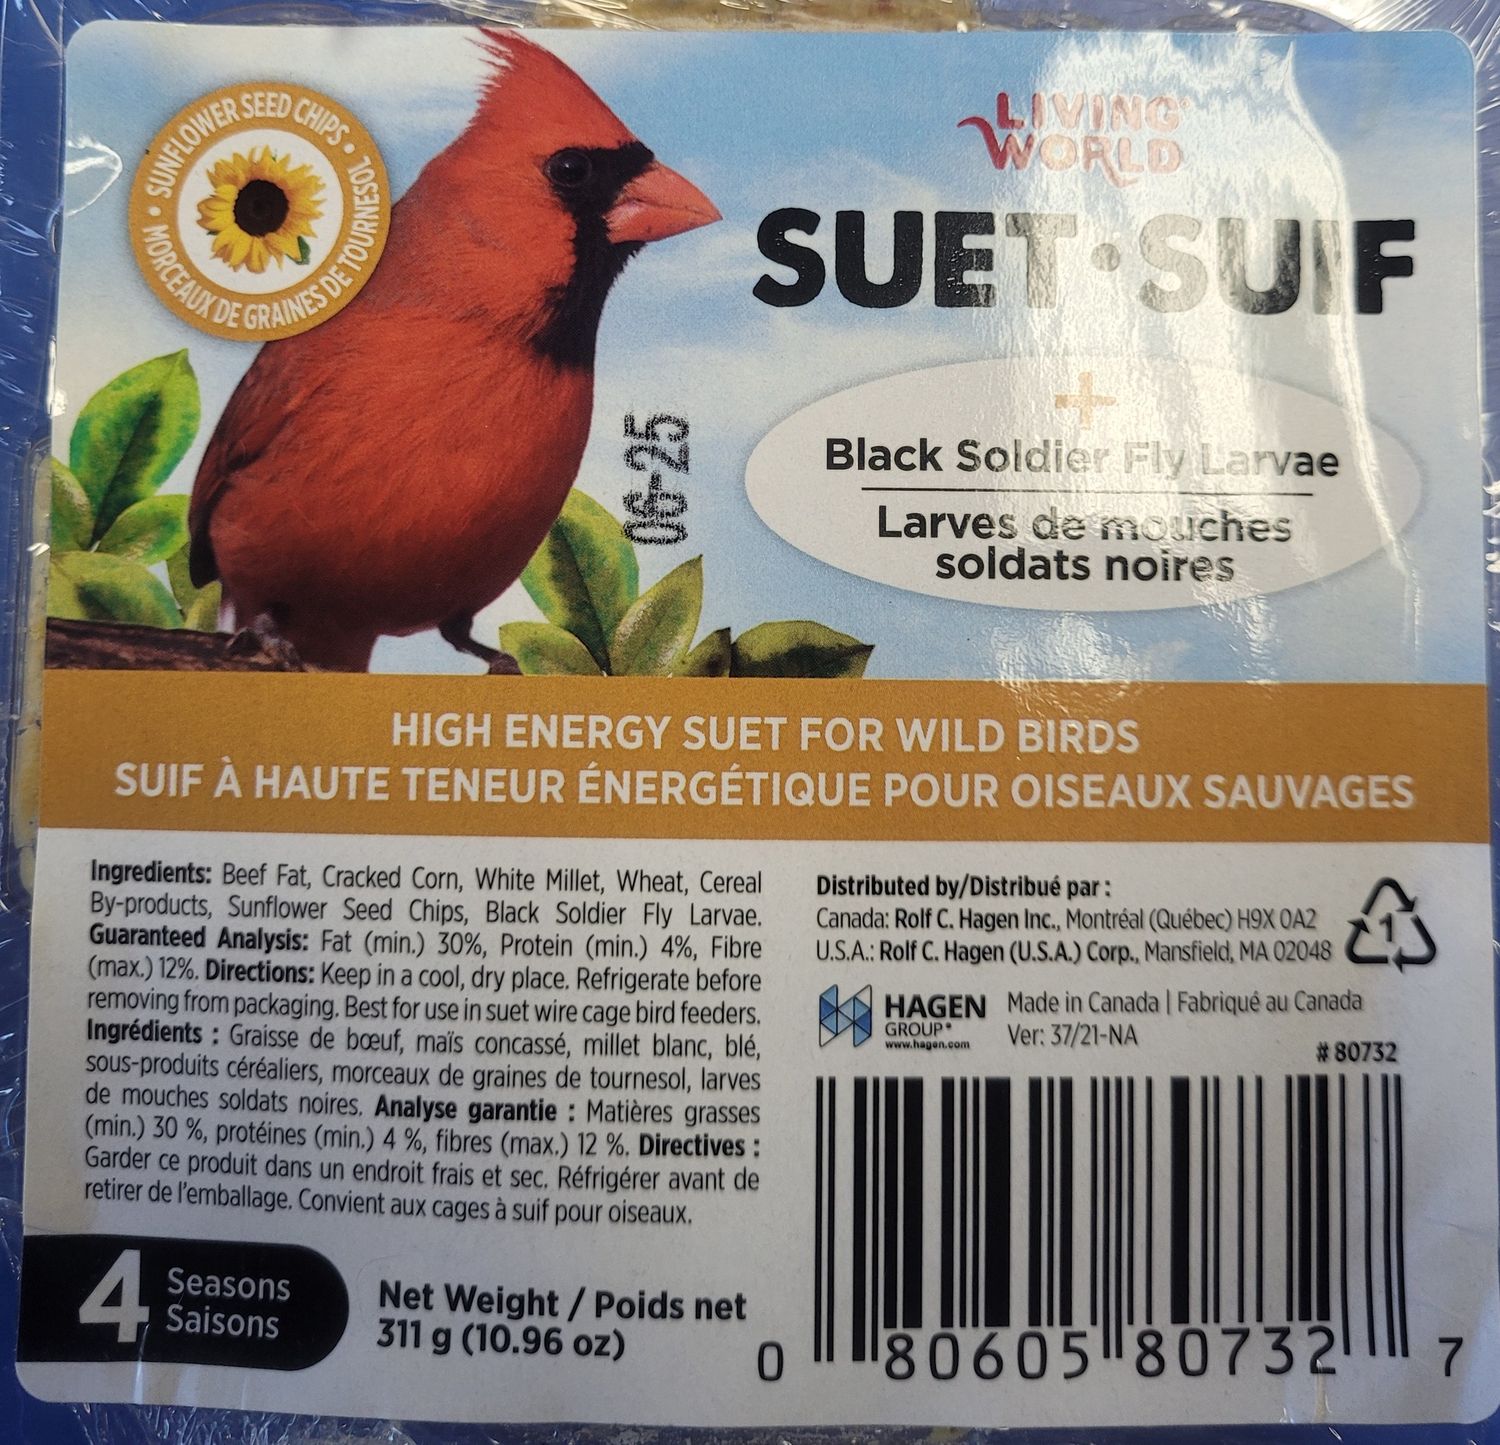 SUNFLOWER SEED CHIPS •
MORCEAUX DE GRAINES DE TOURNESOL •
LIVING
WORLD
SUET•SUIF
+
Black Soldier Fly Larvae
Larves de mouches
soldats noires
06-25
HIGH ENERGY SUET FOR WILD BIRDS
SUIF À HAUTE TENEUR ÉNERGÉTIQUE POUR OISEAUX SAUVAGES
Ingredients: Beef Fat, Cracked Corn, White Millet, Wheat, Cereal
By-products, Sunflower Seed Chips, Black Soldier Fly Larvae.
Guaranteed Analysis: Fat (min.) 30%, Protein (min.) 4%, Fibre
(max.) 12%. Directions: Keep in a cool, dry place. Refrigerate before
removing from packaging. Best for use in suet wire cage bird feeders.
Ingrédients : Graisse de bœuf, maïs concassé, millet blanc, blé,
sous-produits céréaliers, morceaux de graines de tournesol, larves
de mouches soldats noires. Analyse garantie : Matières grasses
(min.) 30 %, protéines (min.) 4 %, fibres (max.) 12 %. Directives :
Garder ce produit dans un endroit frais et sec. Réfrigérer avant de
retirer de l'emballage. Convient aux cages à suif pour oiseaux.
4 Seasons
Saisons
Net Weight / Poids net
311 g (10.96 oz)
Distributed by/Distribué par :
Canada: Rolf C. Hagen Inc., Montréal (Québec) H9X 0A2
U.S.A.: Rolf C. Hagen (U.S.A.) Corp., Mansfield, MA 02048
1
HAGEN
GROUP®
www.hagen.com
Made in Canada | Fabriqué au Canada
Ver: 37/21-NA
# 80732
0 80605 80732 7